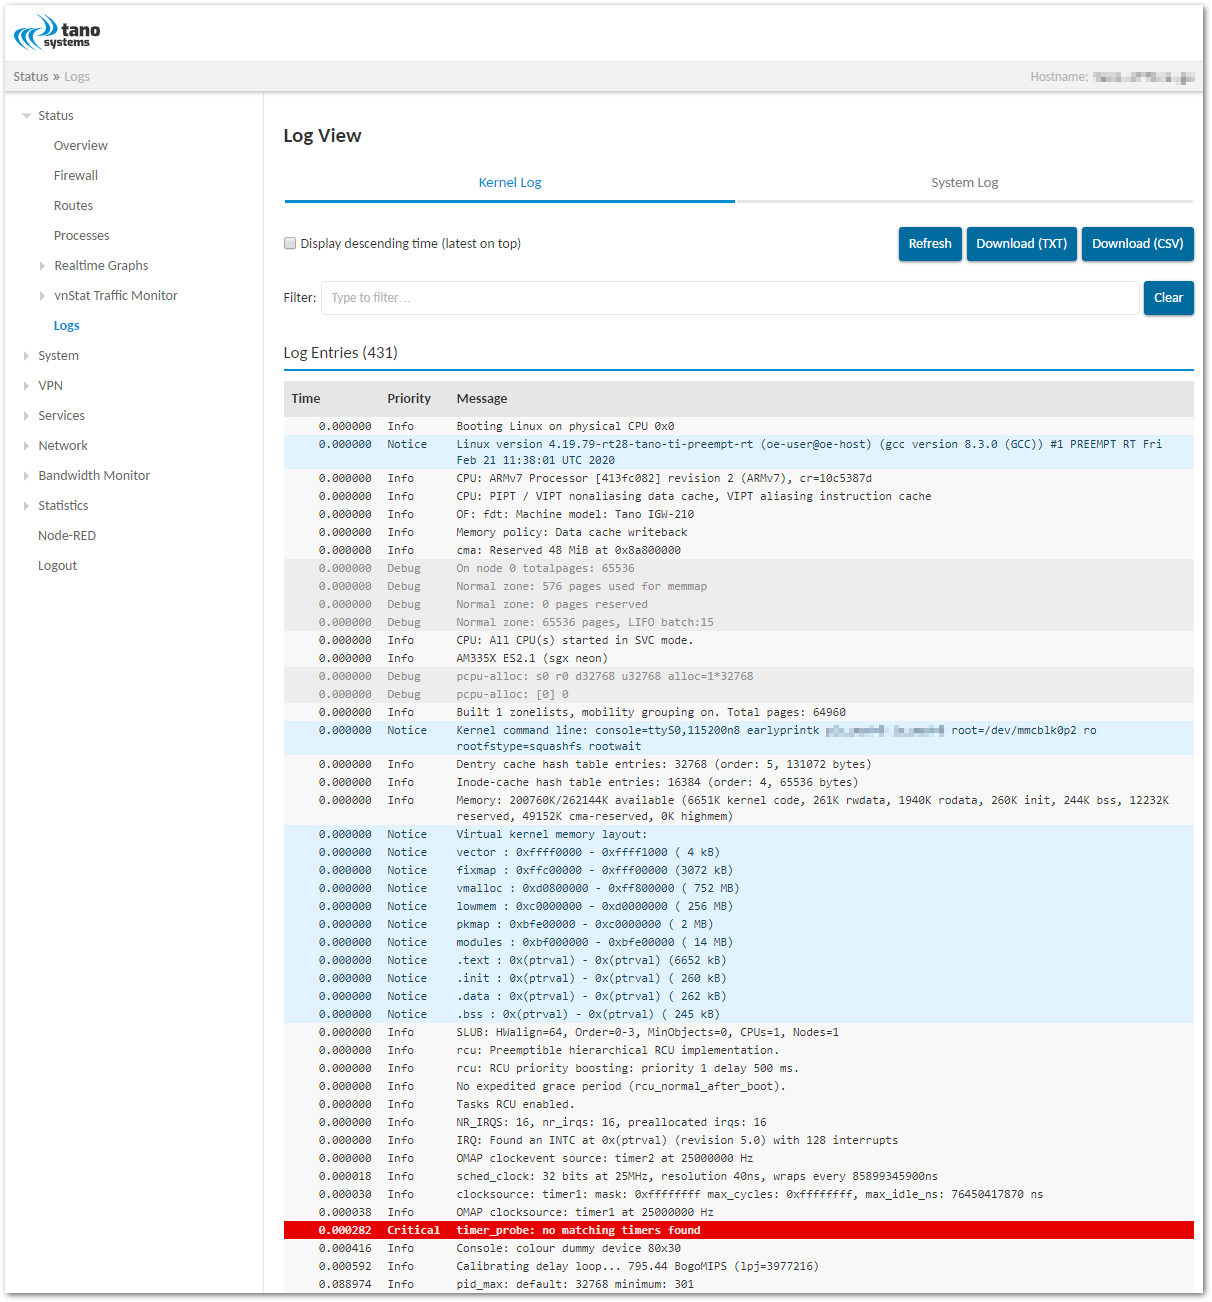 tano
systems
Status » Logs
Hostname:
Status
Overview
Firewall
Routes
Processes
Realtime Graphs
vnStat Traffic Monitor
Logs
System
VPN
Services
Network
Bandwidth Monitor
Statistics
Node-RED
Logout
Log View
Kernel Log
System Log
Display descending time (latest on top)
Refresh
Download (TXT)
Download (CSV)
Filter: Type to filter…
Clear
Log Entries (431)
Time Priority Message
0.000000 Info Booting Linux on physical CPU 0x0
0.000000 Notice Linux version 4.19.79-rt28-tano-ti-preempt-rt (oe-user@oe-host) (gcc version 8.3.0 (GCC)) #1 PREEMPT RT Fri
Feb 21 11:38:01 UTC 2020
0.000000 Info CPU: ARMv7 Processor [413fc082] revision 2 (ARMv7), cr=10c5387d
0.000000 Info CPU: PIPT / VIPT nonaliasing data cache, VIPT aliasing instruction cache
0.000000 Info OF: fdt: Machine model: Tano IGW-210
0.000000 Info Memory policy: Data cache writeback
0.000000 Info cma: Reserved 48 MiB at 0x8a800000
0.000000 Debug On node 0 totalpages: 65536
0.000000 Debug Normal zone: 576 pages used for memmap
0.000000 Debug Normal zone: 0 pages reserved
0.000000 Debug Normal zone: 65536 pages, LIFO batch:15
0.000000 Info CPU: All CPU(s) started in SVC mode.
0.000000 Info AM335X ES2.1 (sgx neon)
0.000000 Debug pcpu-alloc: s0 r0 d32768 u32768 alloc=1*32768
0.000000 Debug pcpu-alloc: [0] 0
0.000000 Info Built 1 zonelists, mobility grouping on. Total pages: 64960
0.000000 Notice Kernel command line: console=ttyS0,115200n8 earlyprintk root=/dev/mmcblk0p2 ro
rootfstype=squashfs rootwait
0.000000 Info Dentry cache hash table entries: 32768 (order: 5, 131072 bytes)
0.000000 Info Inode-cache hash table entries: 16384 (order: 4, 65536 bytes)
0.000000 Info Memory: 200760K/262144K available (6651K kernel code, 261K rwdata, 1940K rodata, 260K init, 244K bss, 12232K
reserved, 49152K cma-reserved, 0K highmem)
0.000000 Notice Virtual kernel memory layout:
0.000000 Notice vector : 0xffff0000 - 0xffff1000 ( 4 kB)
0.000000 Notice fixmap : 0xffc00000 - 0xfff00000 (3072 kB)
0.000000 Notice vmalloc : 0xd0800000 - 0xff800000 ( 752 MB)
0.000000 Notice lowmem : 0xc0000000 - 0xd0000000 ( 256 MB)
0.000000 Notice pkmap : 0xbfe00000 - 0xc0000000 ( 2 MB)
0.000000 Notice modules : 0xbf000000 - 0xbfe00000 ( 14 MB)
0.000000 Notice .text : 0x(ptrval) - 0x(ptrval) (6652 kB)
0.000000 Notice .init : 0x(ptrval) - 0x(ptrval) ( 260 kB)
0.000000 Notice .data : 0x(ptrval) - 0x(ptrval) ( 262 kB)
0.000000 Notice .bss : 0x(ptrval) - 0x(ptrval) ( 245 kB)
0.000000 Info SLUB: HWalign=64, Order=0-3, MinObjects=0, CPUs=1, Nodes=1
0.000000 Info rcu: Preemptible hierarchical RCU implementation.
0.000000 Info rcu: RCU priority boosting: priority 1 delay 500 ms.
0.000000 Info No expedited grace period (rcu_normal_after_boot).
0.000000 Info Tasks RCU enabled.
0.000000 Info NR_IRQS: 16, nr_irqs: 16, preallocated irqs: 16
0.000000 Info IRQ: Found an INTC at 0x(ptrval) (revision 5.0) with 128 interrupts
0.000000 Info OMAP clockevent source: timer2 at 25000000 Hz
0.000018 Info sched_clock: 32 bits at 25MHz, resolution 40ns, wraps every 85899345900ns
0.000030 Info clocksource: timer1: mask: 0xffffffff max_cycles: 0xffffffff, max_idle_ns: 76450417870 ns
0.000038 Info OMAP clocksource: timer1 at 25000000 Hz
0.000282 Critical timer_probe: no matching timers found
0.000416 Info Console: colour dummy device 80x30
0.000592 Info Calibrating delay loop... 795.44 BogoMIPS (lpj=3977216)
0.088974 Info pid_max: default: 32768 minimum: 301